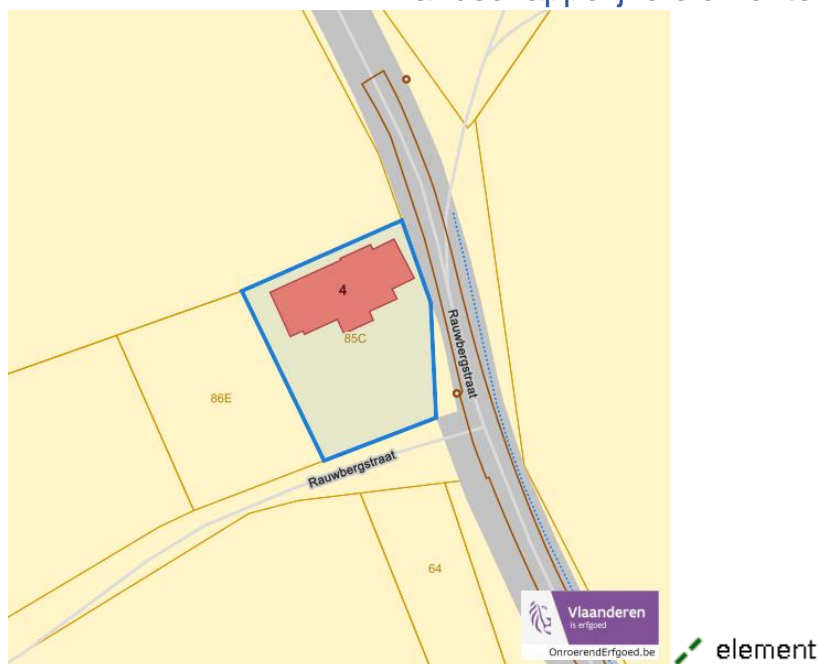 4
85C
86E
Rauwbergstraat
Rauwbergstraat
64
Vlaanderen
is erfgoed
OnroerendErfgoed.be
element